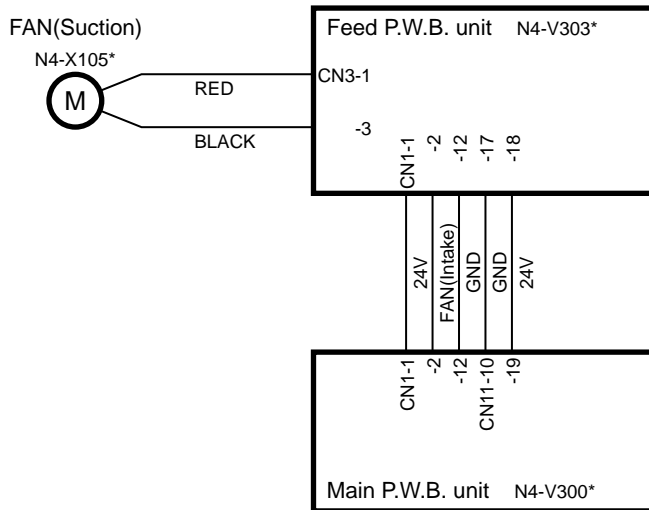 FAN(Suction)
N4-X105*
M
RED
BLACK
Feed P.W.B. unit N4-V303*
CN3-1
-3
CN1-1
-2
-12
-17
-18
24V
FAN(Intake)
GND
GND
24V
CN1-1
-2
-12
CN11-10
-19
Main P.W.B. unit N4-V300*